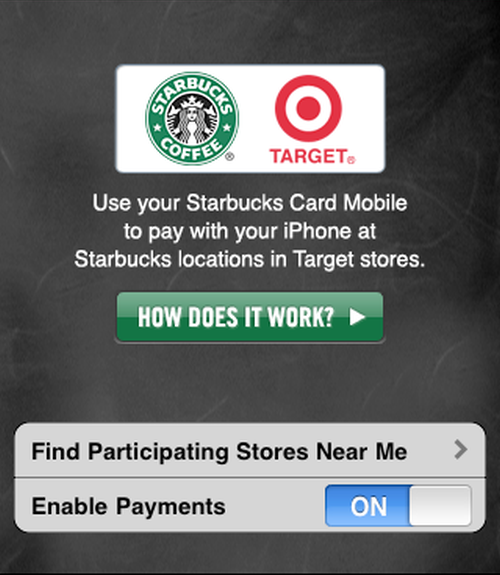 STARBUCKS
COFFEE
®
TARGET®
Use your Starbucks Card Mobile
to pay with your iPhone at
Starbucks locations in Target stores.
HOW DOES IT WORK?
Find Participating Stores Near Me
Enable Payments ON